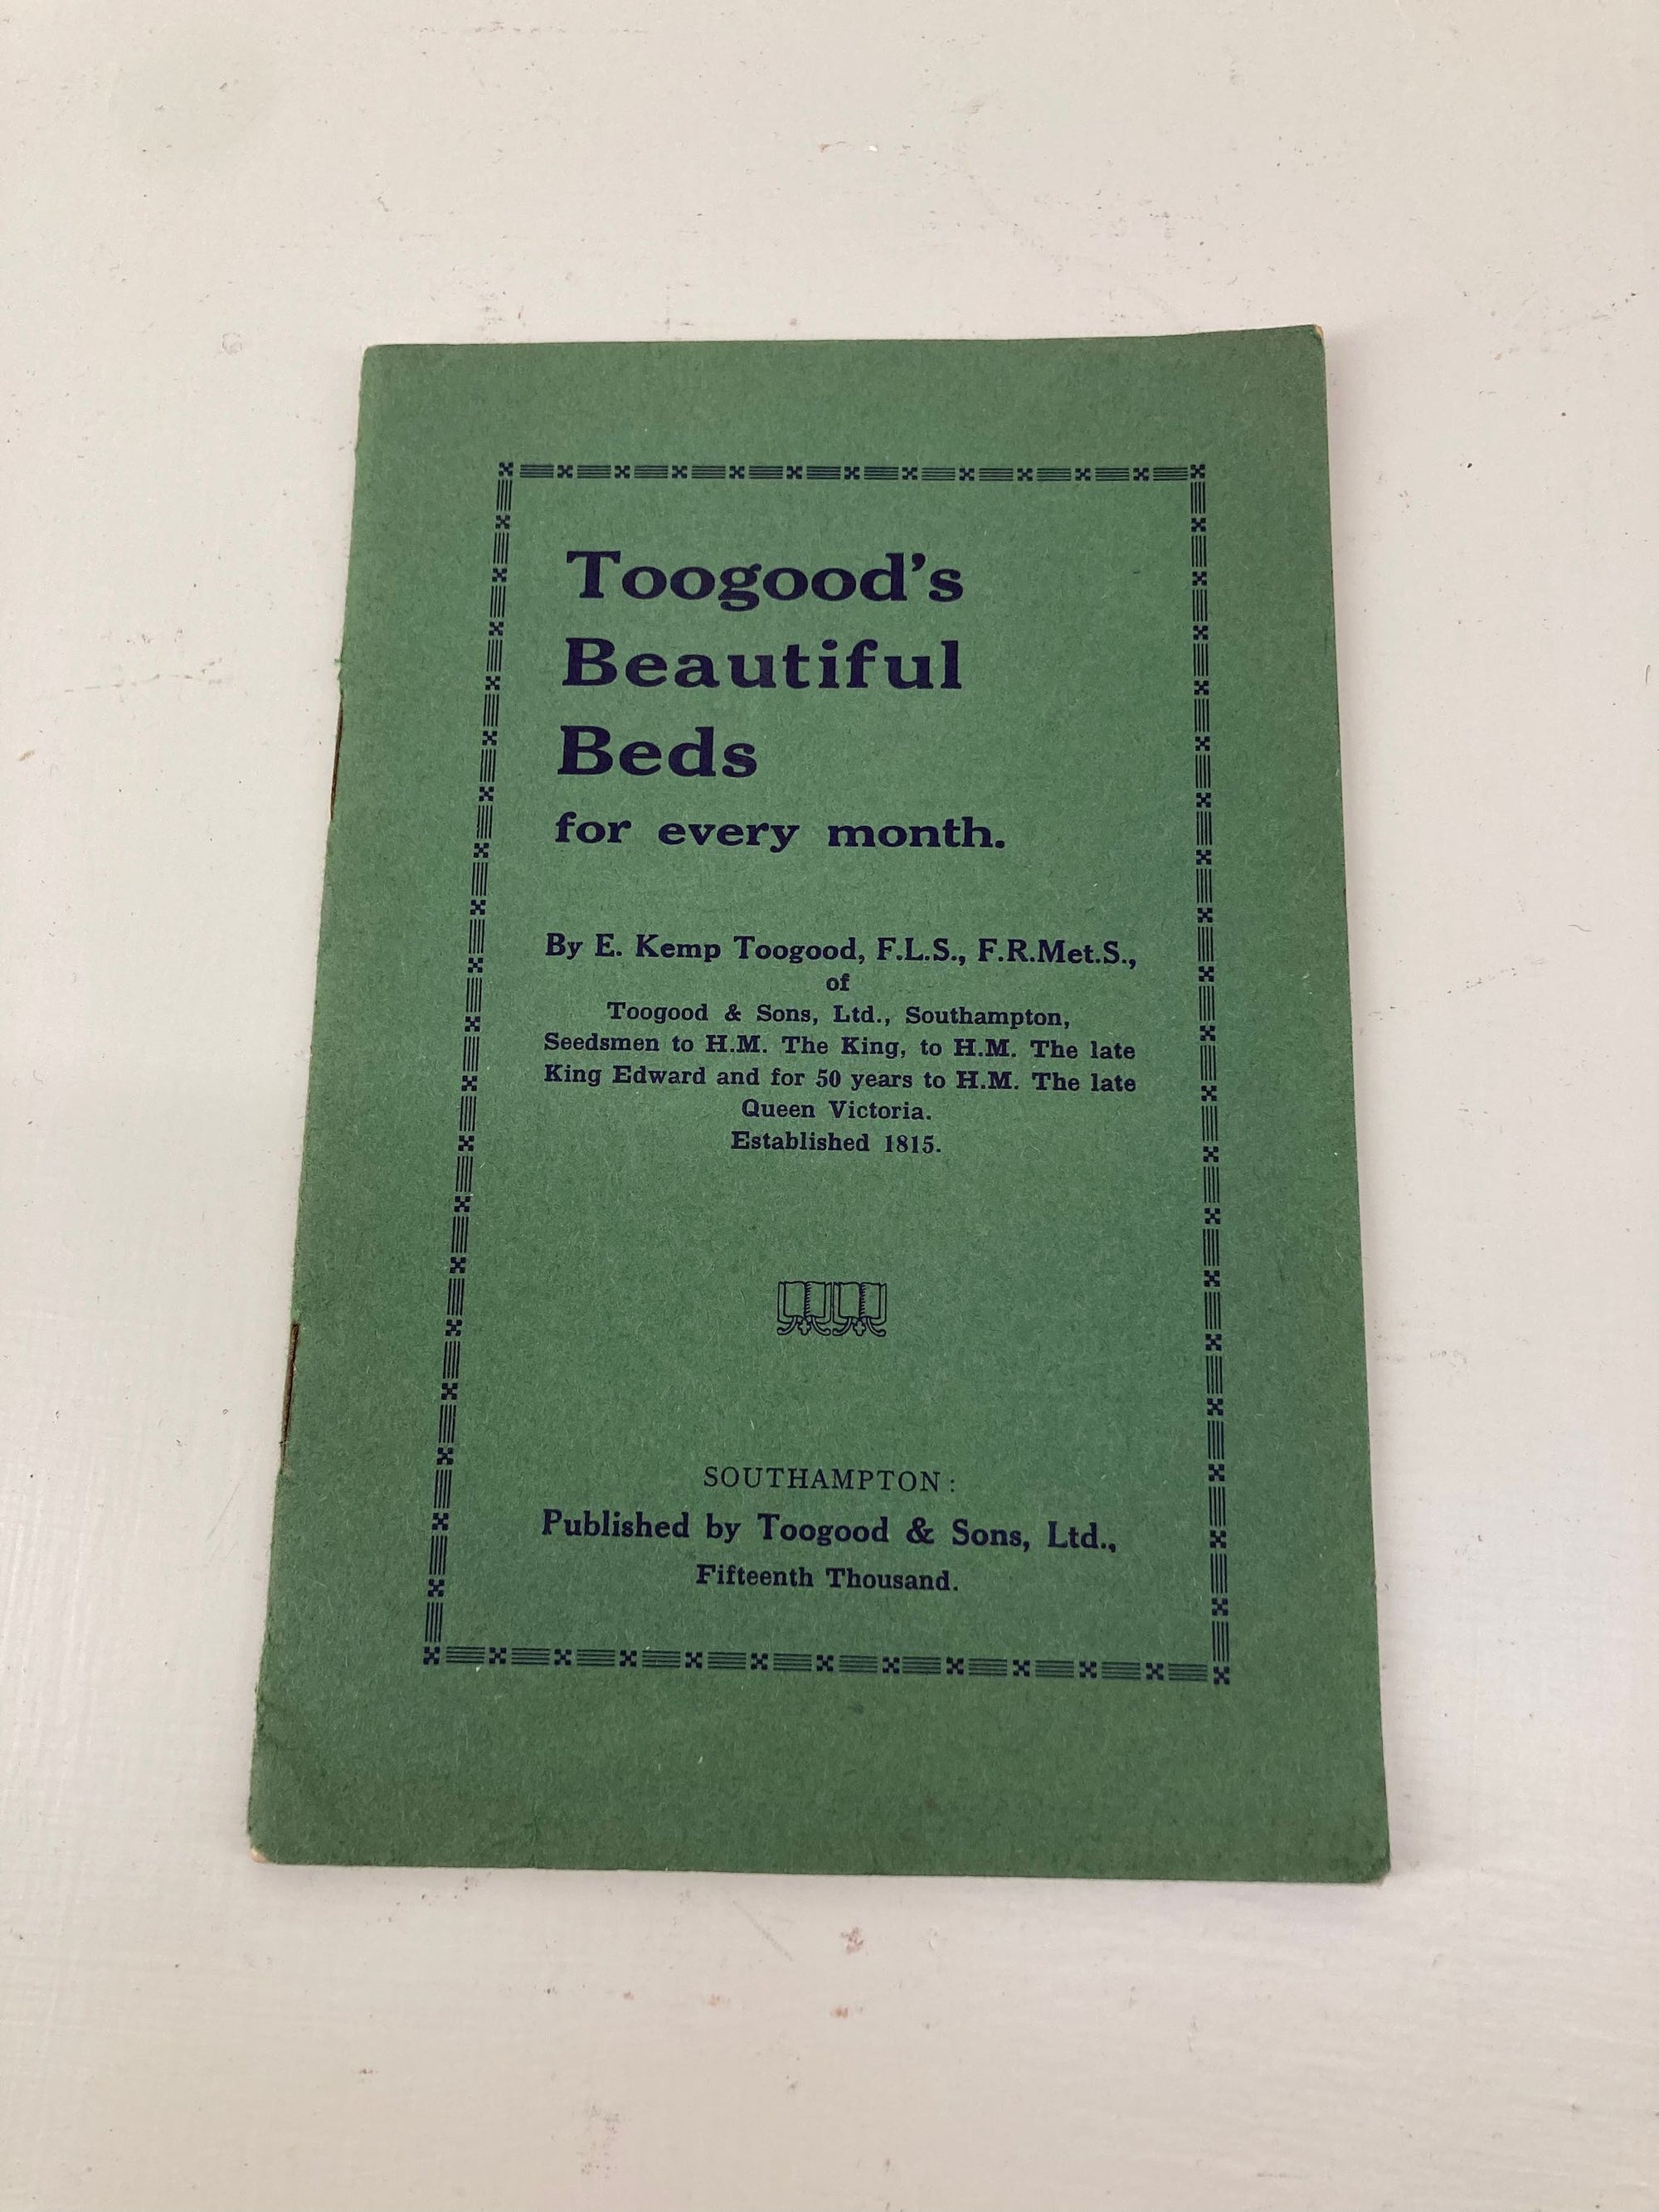 Toogood's
Beautiful
Beds
for every month.
By E. Kemp Toogood, F.L.S., F.R.Met.S.,
of
Toogood & Sons, Ltd., Southampton,
Seedsmen to H.M. The King, to H.M. The late
King Edward and for 50 years to H.M. The late
Queen Victoria.
Established 1815.
SOUTHAMPTON:
Published by Toogood & Sons, Ltd.,
Fifteenth Thousand.